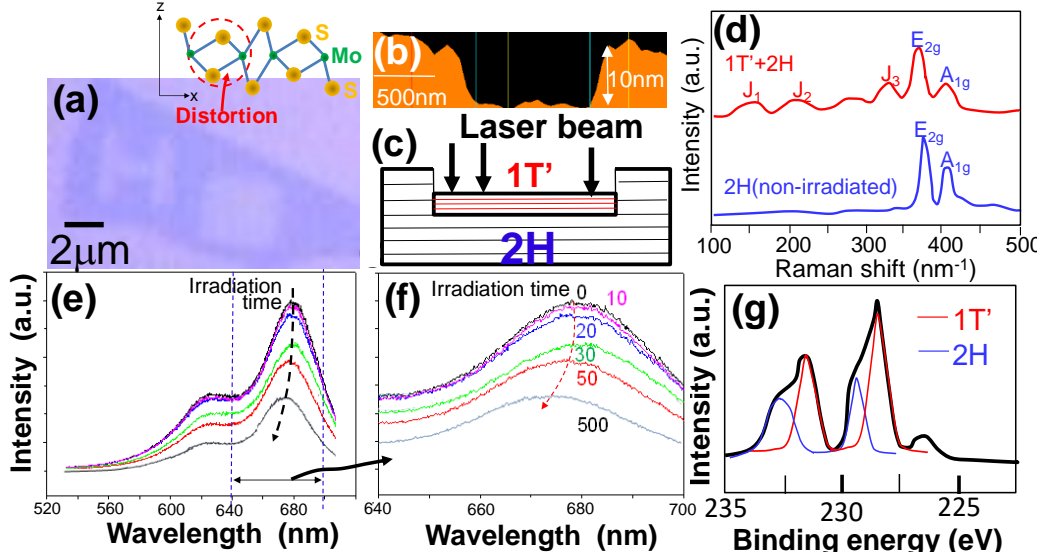 z
x
S
Mo
S
Distortion
(a)
2μm
(b)
500nm
10nm
Laser beam
(c)
1T’
2H
(d)
Intensity (a.u.)
1T’+2H
J1
J2
J3
E2g
A1g
E2g
A1g
2H(non-irradiated)
100 200 300 400 500
Raman shift (nm-1)
(e)
Intensity (a.u.)
Irradiation
time
520 560 600 640 680 720
Wavelength (nm)
(f)
Irradiation time
0
10
20
30
50
500
640 660 680 700
Wavelength (nm)
(g)
Intensity (a.u.)
1T’
2H
235 230 225
Binding energy (eV)